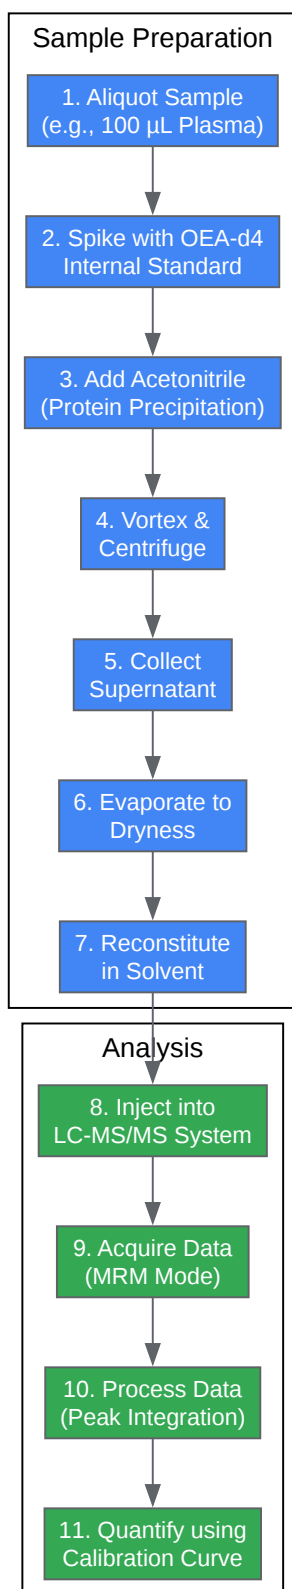 Sample Preparation
1. Aliquot Sample
(e.g., 100 µL Plasma)
2. Spike with OEA-d4
Internal Standard
3. Add Acetonitrile
(Protein Precipitation)
4. Vortex &
Centrifuge
5. Collect
Supernatant
6. Evaporate to
Dryness
7. Reconstitute
in Solvent
Analysis
8. Inject into
LC-MS/MS System
9. Acquire Data
(MRM Mode)
10. Process Data
(Peak Integration)
11. Quantify using
Calibration Curve